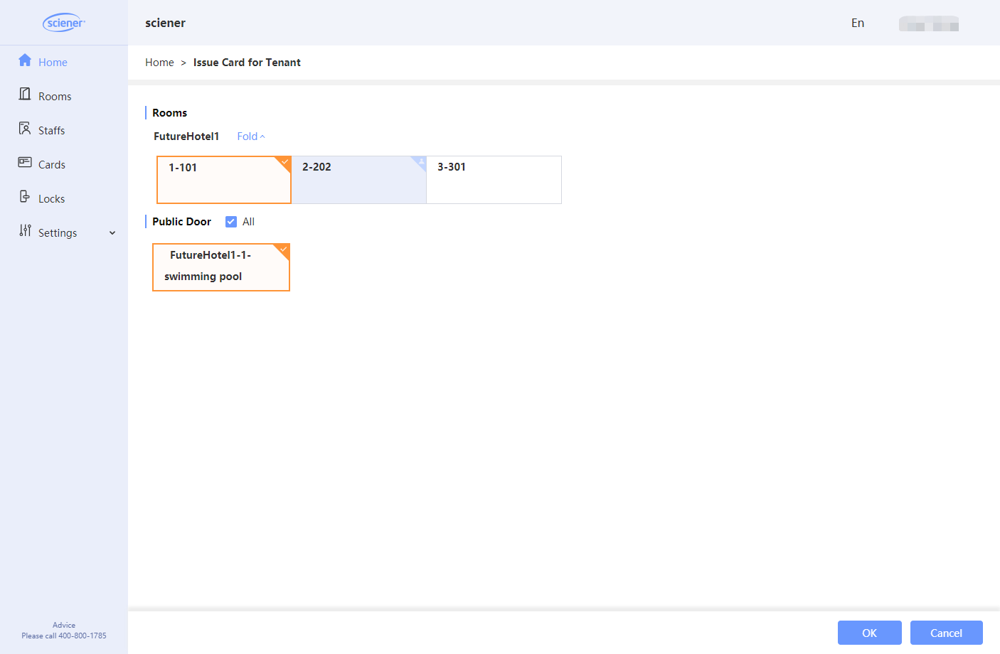 sciener
sciener
En
Home
Rooms
Staffs
Cards
Locks
Settings
Advice
Please call 400-800-1785
Home > Issue Card for Tenant
Rooms
FutureHotel1 Fold
1-101
2-202
3-301
Public Door All
FutureHotel1-1-
swimming pool
OK
Cancel